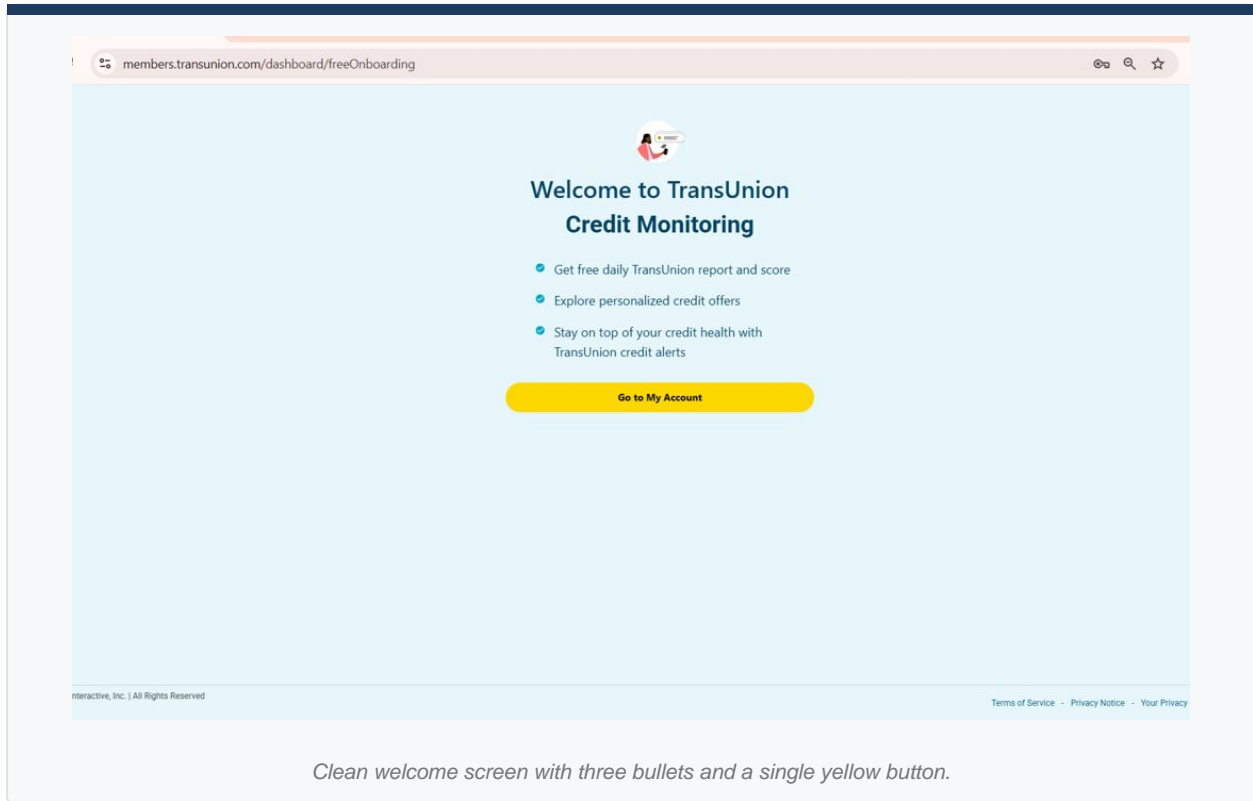 members.transunion.com/dashboard/freeOnboarding
Welcome to TransUnion
Credit Monitoring
Get free daily TransUnion report and score
Explore personalized credit offers
Stay on top of your credit health with
TransUnion credit alerts
Go to My Account
nteractive, Inc. | All Rights Reserved
Terms of Service - Privacy Notice - Your Privacy
Clean welcome screen with three bullets and a single yellow button.